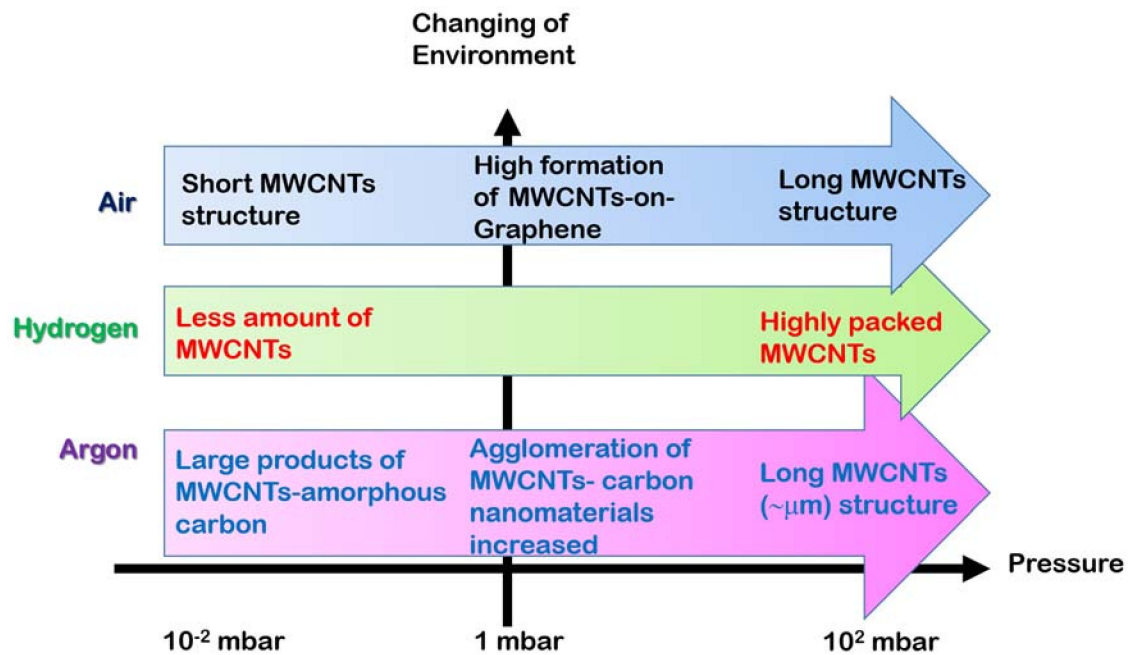 Changing of
Environment
Air
Short MWCNTs
structure
High formation
of MWCNTs-on-
Graphene
Long MWCNTs
structure
Hydrogen
Less amount of
MWCNTs
Highly packed
MWCNTs
Argon
Large products of
MWCNTs-amorphous
carbon
Agglomeration of
MWCNTs- carbon
nanomaterials
increased
Long MWCNTs
(~μm) structure
Pressure
10⁻² mbar
1 mbar
10² mbar